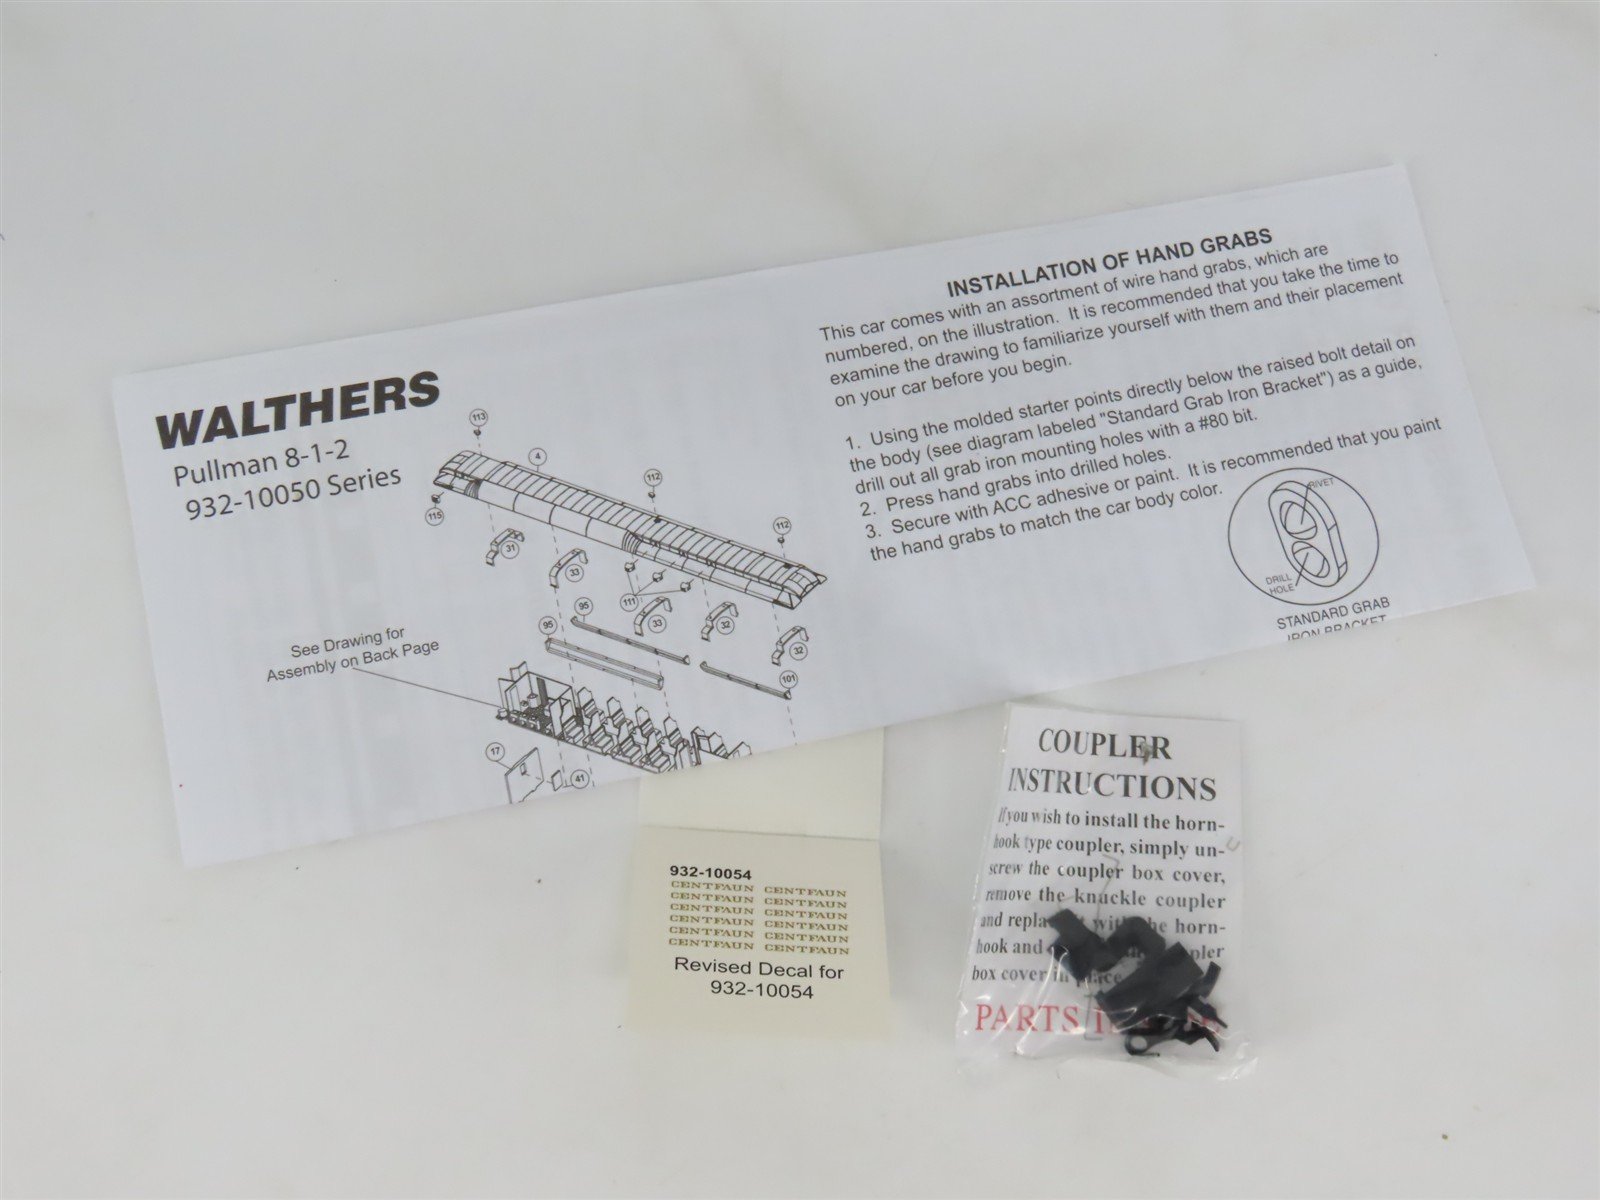 WALTHERS
Pullman 8-1-2
932-10050 Series
See Drawing for
Assembly on Back Page
113
4
112
112
115
31
33
111
33
32
32
95
95
101
17
41
INSTALLATION OF HAND GRABS
This car comes with an assortment of wire hand grabs, which are
numbered, on the illustration. It is recommended that you take the time to
examine the drawing to familiarize yourself with them and their placement
on your car before you begin.
1. Using the molded starter points directly below the raised bolt detail on
the body (see diagram labeled "Standard Grab Iron Bracket") as a guide,
drill out all grab iron mounting holes with a #80 bit.
2. Press hand grabs into drilled holes.
3. Secure with ACC adhesive or paint. It is recommended that you paint
the hand grabs to match the car body color.
RIVET
DRILL
HOLE
STANDARD GRAB
IRON BRACKET
932-10054
CENTFAUN CENTFAUN
CENTFAUN CENTFAUN
CENTFAUN CENTFAUN
CENTFAUN CENTFAUN
CENTFAUN CENTFAUN
CENTFAUN CENTFAUN
Revised Decal for
932-10054
COUPLER
INSTRUCTIONS
If you wish to install the horn-
hook type coupler, simply un-
screw the coupler box cover,
remove the knuckle coupler
and with the horn-
hook and
box cover in place
PARTS